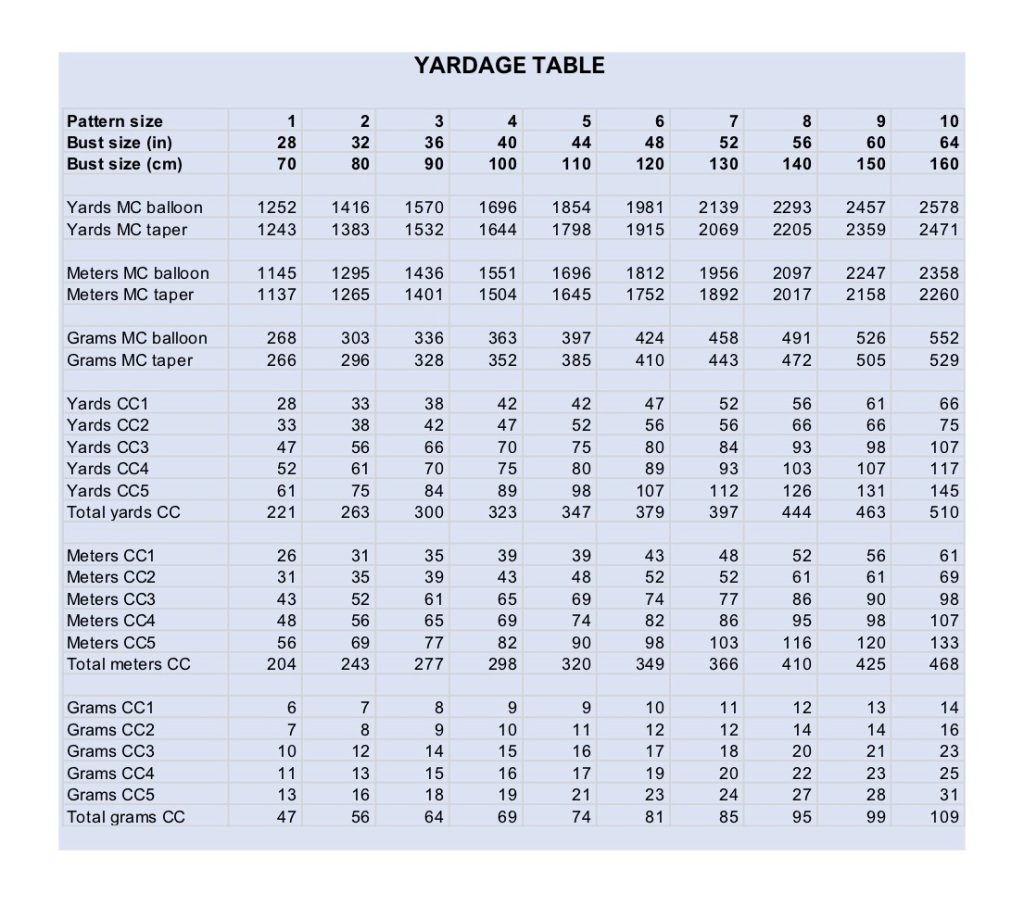 YARDAGE TABLE
Pattern size 1 2 3 4 5 6 7 8 9 10
Bust size (in) 28 32 36 40 44 48 52 56 60 64
Bust size (cm) 70 80 90 100 110 120 130 140 150 160
Yards MC balloon 1252 1416 1570 1696 1854 1981 2139 2293 2457 2578
Yards MC taper 1243 1383 1532 1644 1798 1915 2069 2205 2359 2471
Meters MC balloon 1145 1295 1436 1551 1696 1812 1956 2097 2247 2358
Meters MC taper 1137 1265 1401 1504 1645 1752 1892 2017 2158 2260
Grams MC balloon 268 303 336 363 397 424 458 491 526 552
Grams MC taper 266 296 328 352 385 410 443 472 505 529
Yards CC1 28 33 38 42 42 47 52 56 61 66
Yards CC2 33 38 42 47 52 56 56 66 66 75
Yards CC3 47 56 66 70 75 80 84 93 98 107
Yards CC4 52 61 70 75 80 89 93 103 107 117
Yards CC5 61 75 84 89 98 107 112 126 131 145
Total yards CC 221 263 300 323 347 379 397 444 463 510
Meters CC1 26 31 35 39 39 43 48 52 56 61
Meters CC2 31 35 39 43 48 52 52 61 61 69
Meters CC3 43 52 61 65 69 74 77 86 90 98
Meters CC4 48 56 65 69 74 82 86 95 98 107
Meters CC5 56 69 77 82 90 98 103 116 120 133
Total meters CC 204 243 277 298 320 349 366 410 425 468
Grams CC1 6 7 8 9 9 10 11 12 13 14
Grams CC2 7 8 9 10 11 12 12 14 14 16
Grams CC3 10 12 14 15 16 17 18 20 21 23
Grams CC4 11 13 15 16 17 19 20 22 23 25
Grams CC5 13 16 18 19 21 23 24 27 28 31
Total grams CC 47 56 64 69 74 81 85 95 99 109